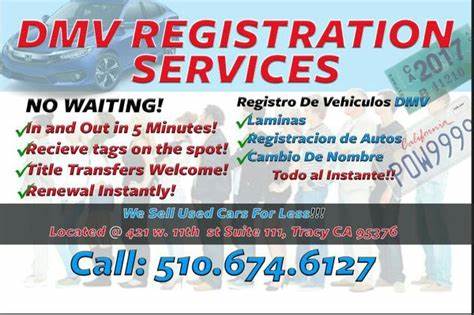 DMV REGISTRATION
SERVICES
NO WAITING!
In and Out in 5 Minutes!
Recieve tags on the spot!
Title Transfers Welcome!
Renewal Instantly!
Registro De Vehiculos DMV
Laminas
Registracion de Autos
Cambio De Nombre
Todo al Instante!!
CA 2017
California
POW9999
We Sell Used Cars For Less!!!
Located @ 421 w. 11th st Suite 111, Tracy CA 95376
Call: 510.674.6127